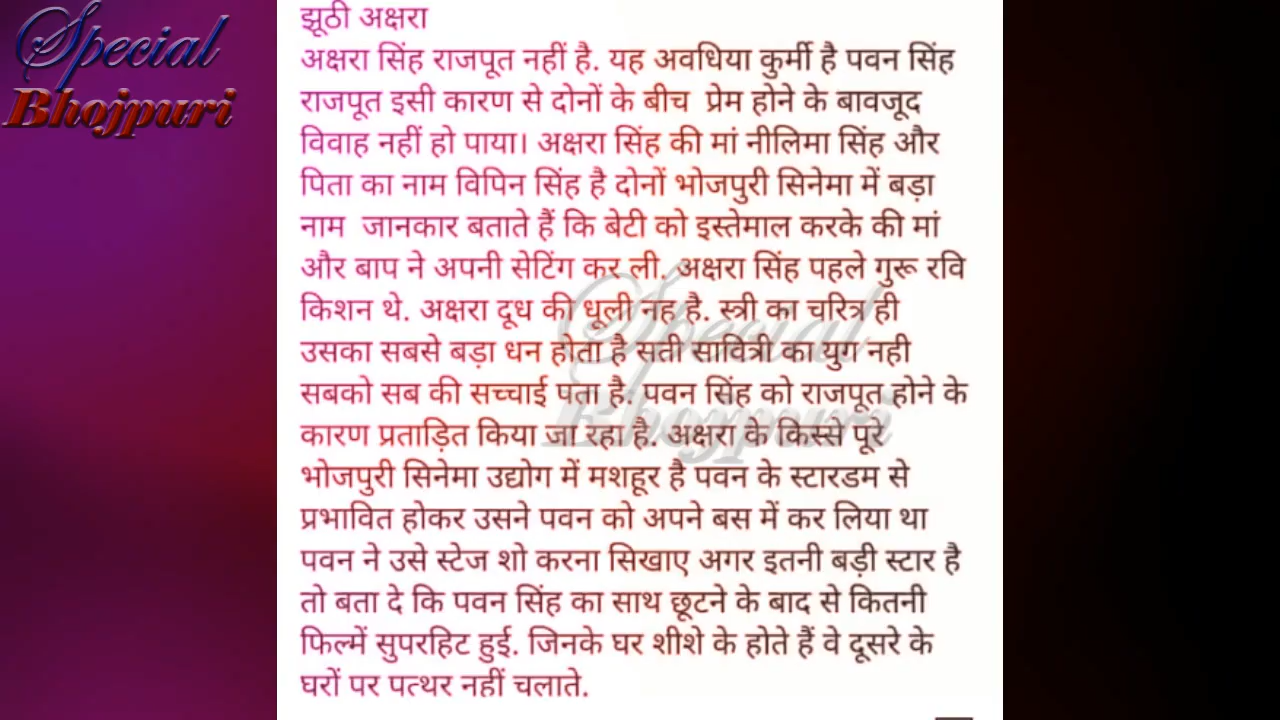 Special
Bhojpuri
झूठी अक्षरा
अक्षरा सिंह राजपूत नहीं है. यह अवधिया कुर्मी है पवन सिंह
राजपूत इसी कारण से दोनों के बीच प्रेम होने के बावजूद
विवाह नहीं हो पाया। अक्षरा सिंह की मां नीलिमा सिंह और
पिता का नाम विपिन सिंह है दोनों भोजपुरी सिनेमा में बड़ा
नाम जानकार बताते हैं कि बेटी को इस्तेमाल करके की मां
और बाप ने अपनी सेटिंग कर ली. अक्षरा सिंह पहले गुरू रवि
किशन थे. अक्षरा दूध की धूली नह है. स्त्री का चरित्र ही
उसका सबसे बड़ा धन होता है सती सावित्री का युग नही
सबको सब की सच्चाई पता है. पवन सिंह को राजपूत होने के
कारण प्रताड़ित किया जा रहा है. अक्षरा के किस्से पूरे
भोजपुरी सिनेमा उद्योग में मशहूर है पवन के स्टारडम से
प्रभावित होकर उसने पवन को अपने बस में कर लिया था
पवन ने उसे स्टेज शो करना सिखाए अगर इतनी बड़ी स्टार है
तो बता दे कि पवन सिंह का साथ छूटने के बाद से कितनी
फिल्में सुपरहिट हुई. जिनके घर शीशे के होते हैं वे दूसरे के
घरों पर पत्थर नहीं चलाते.
Special
Bhojpuri